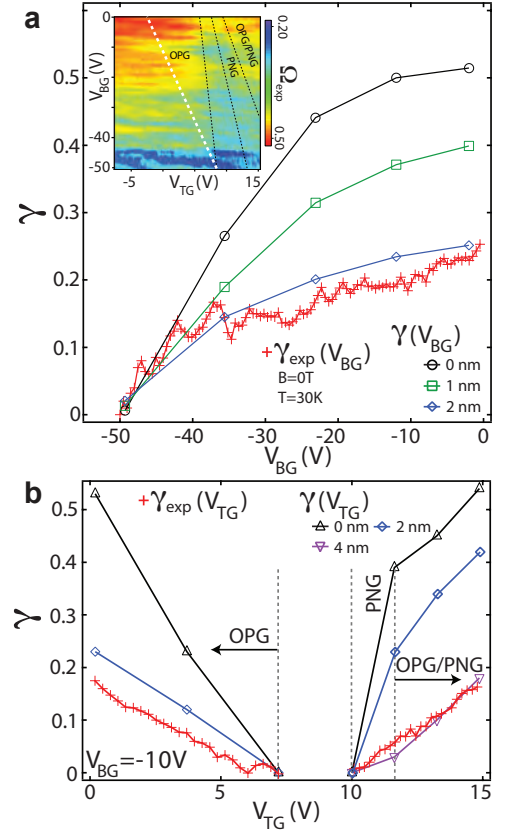 a
0
V_BG(V)
-40
-50
-5
V_TG(V)
15
OPG
PNG
OPG/PNG
0.20
Ω_exp
0.50
0.5
0.4
0.3
0.2
0.1
0
γ
γ_exp(V_BG)
B=0T
T=30K
γ(V_BG)
0 nm
1 nm
2 nm
-50
-40
-30
-20
-10
0
V_BG(V)
b
γ_exp(V_TG)
γ(V_TG)
0 nm
2 nm
4 nm
0.5
0.4
0.3
0.2
0.1
0
γ
OPG
PNG
OPG/PNG
V_BG=-10V
0
5
10
15
V_TG(V)